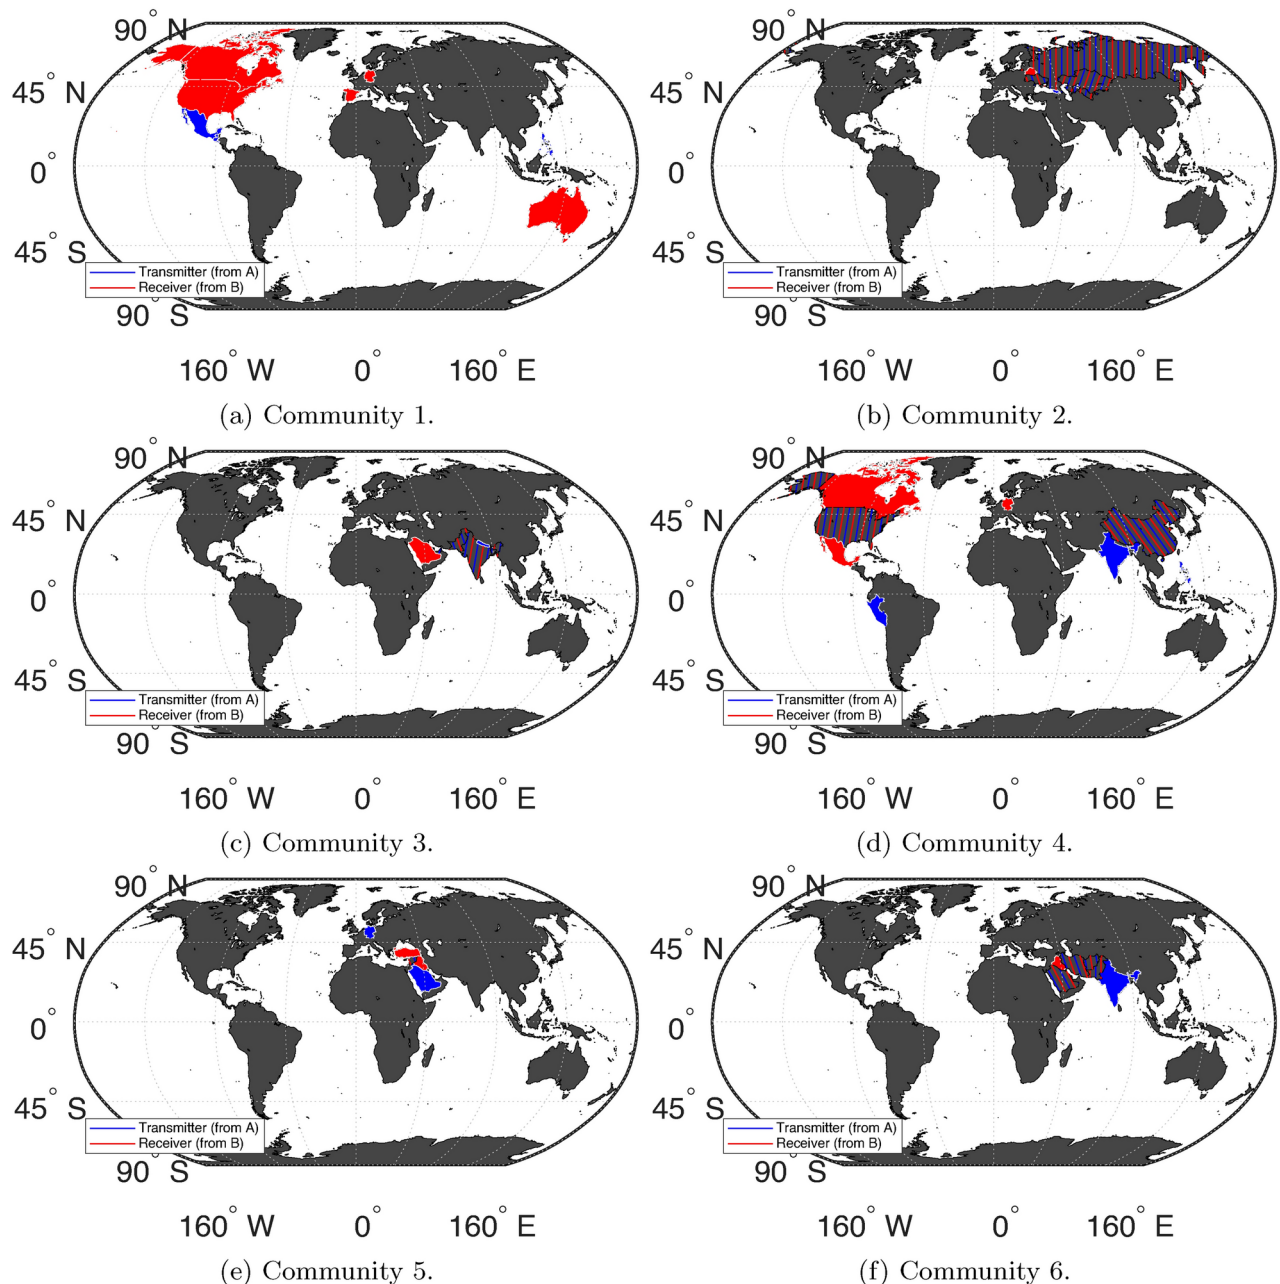 90° N
45° N
0°
45° S
90° S
Transmitter (from A)
Receiver (from B)
160° W 0° 160° E
(a) Community 1.
90° N
45° N
0°
45° S
90° S
Transmitter (from A)
Receiver (from B)
160° W 0° 160° E
(b) Community 2.
90° N
45° N
0°
45° S
90° S
Transmitter (from A)
Receiver (from B)
160° W 0° 160° E
(c) Community 3.
90° N
45° N
0°
45° S
90° S
Transmitter (from A)
Receiver (from B)
160° W 0° 160° E
(d) Community 4.
90° N
45° N
0°
45° S
90° S
Transmitter (from A)
Receiver (from B)
160° W 0° 160° E
(e) Community 5.
90° N
45° N
0°
45° S
90° S
Transmitter (from A)
Receiver (from B)
160° W 0° 160° E
(f) Community 6.